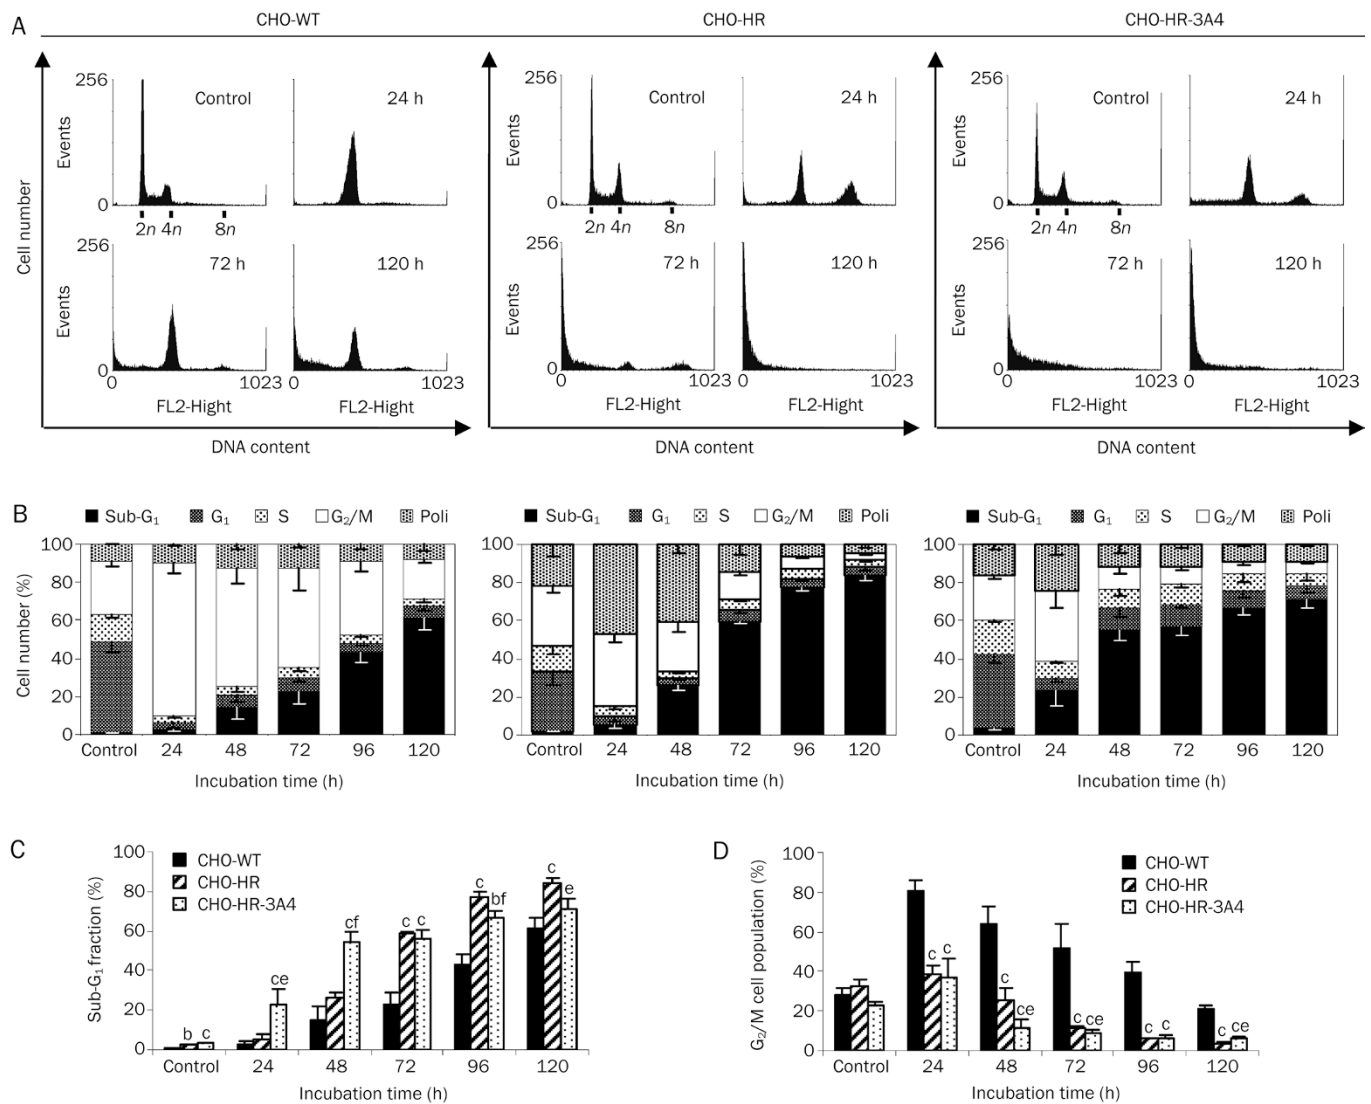 A
CHO-WT CHO-HR CHO-HR-3A4
Cell number
256 Control 24 h 256 Control 24 h 256 Control 24 h
Events Events Events
0 0 0
2n 4n 8n 2n 4n 8n 2n 4n 8n
256 72 h 120 h 256 72 h 120 h 256 72 h 120 h
Events Events Events
0 0 0
0 1023 1023 0 1023 1023 0 1023 1023
FL2-Hight FL2-Hight FL2-Hight FL2-Hight FL2-Hight FL2-Hight
DNA content DNA content DNA content
B
Sub-G₁ G₁ S G₂/M Poli Sub-G₁ G₁ S G₂/M Poli Sub-G₁ G₁ S G₂/M Poli
Cell number (%)
100 100 100
80 80 80
60 60 60
40 40 40
20 20 20
0 0 0
Control 24 48 72 96 120 Control 24 48 72 96 120 Control 24 48 72 96 120
Incubation time (h) Incubation time (h) Incubation time (h)
C
Sub-G₁ fraction (%)
100
80
60
40
20
0
CHO-WT
CHO-HR
CHO-HR-3A4
b c ce cf c c c bf c e
Control 24 48 72 96 120
Incubation time (h)
D
G₂/M cell population (%)
100
80
60
40
20
0
CHO-WT
CHO-HR
CHO-HR-3A4
c c c ce c ce c c c ce
Control 24 48 72 96 120
Incubation time (h)